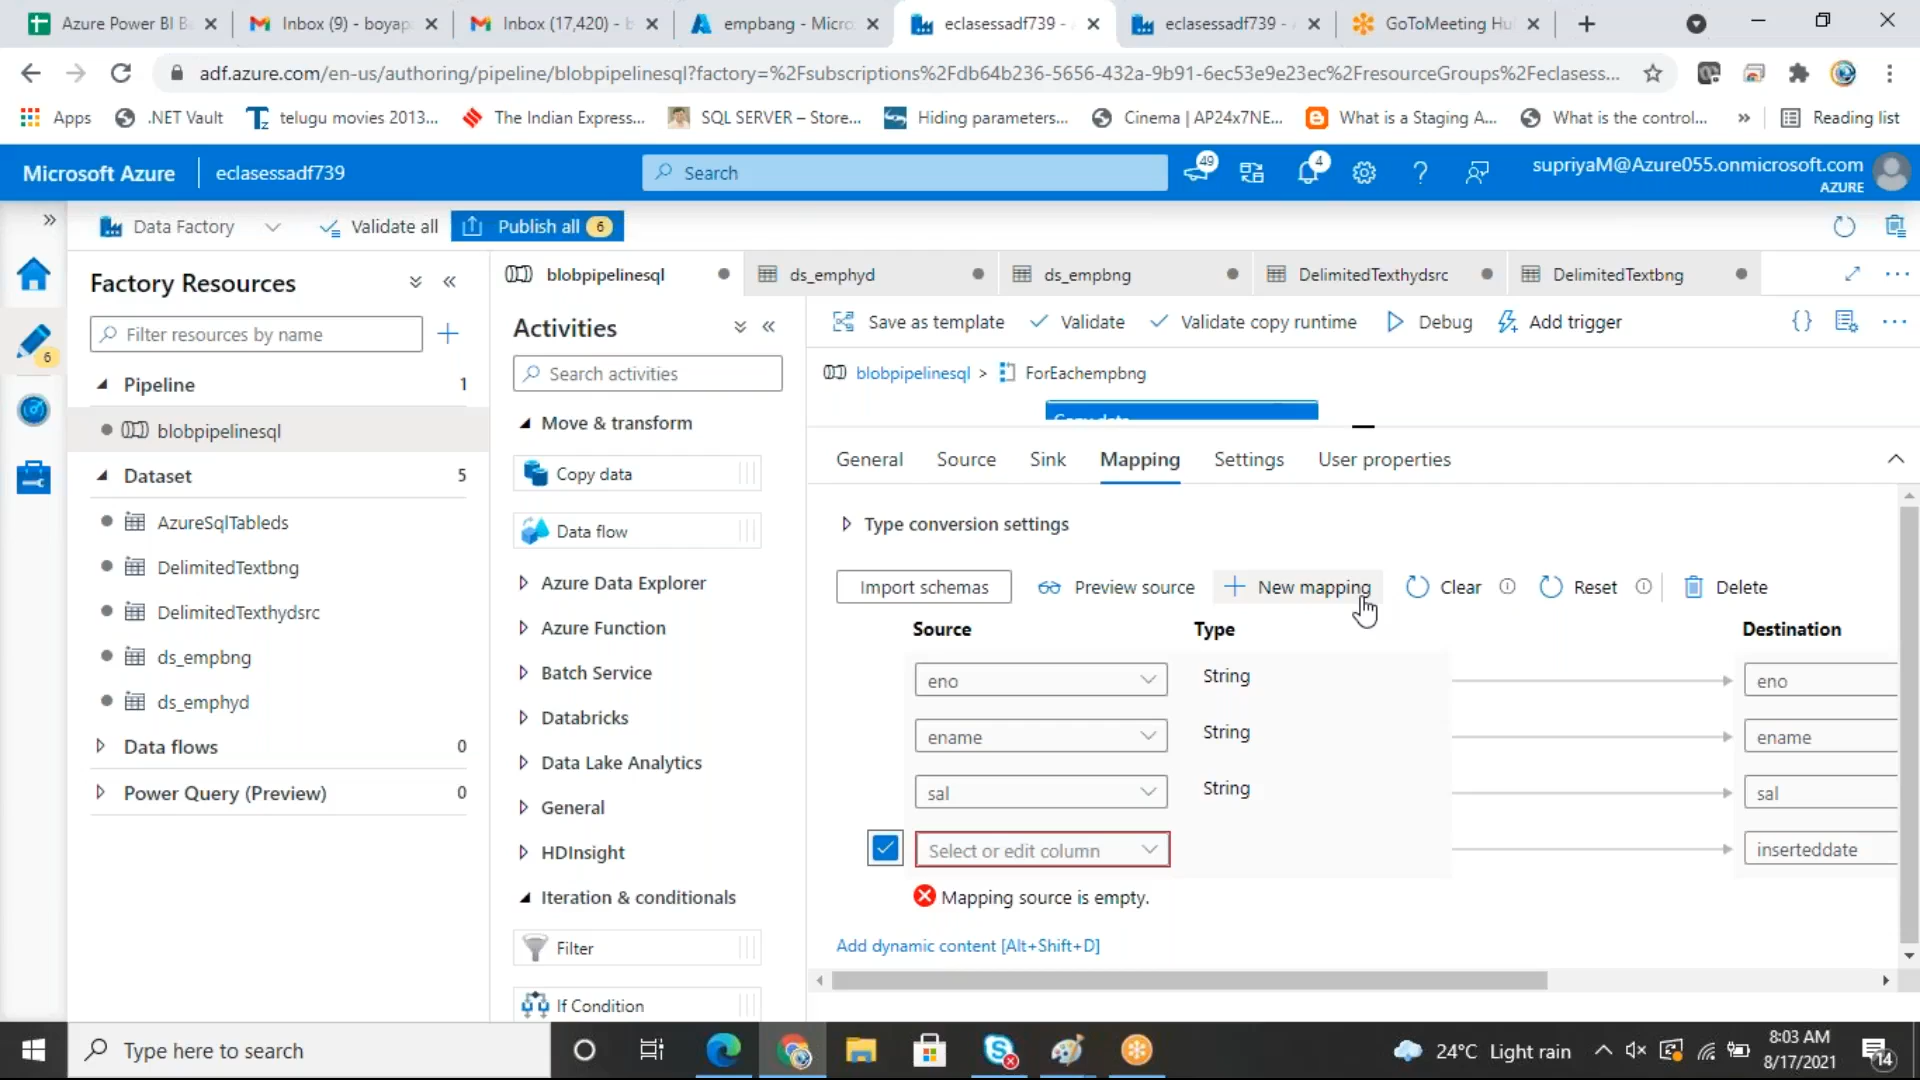 Azure Power BI B
Inbox (9) - boyap
Inbox (17,420) - b
empbang - Micro
eclasessadf739 -
eclasessadf739 -
GoToMeeting Hu
adf.azure.com/en-us/authoring/pipeline/blobpipelinesql?factory=%2Fsubscriptions%2Fdb64b236-5656-432a-9b91-6ec53e9e23ec%2FresourceGroups%2Feclasess...
Apps
.NET Vault
telugu movies 2013...
The Indian Express...
SQL SERVER – Store...
Hiding parameters...
Cinema | AP24x7NE...
What is a Staging A...
What is the control...
»
Reading list
Microsoft Azure
eclasessadf739
Search
49
4
supriyaM@Azure055.onmicrosoft.com
AZURE
Data Factory
Validate all
Publish all 6
Factory Resources
Filter resources by name
6
Pipeline 1
blobpipelinesql
Dataset 5
AzureSqlTableds
DelimitedTextbng
DelimitedTexthydsrc
ds_empbng
ds_emphyd
Data flows 0
Power Query (Preview) 0
blobpipelinesql
ds_emphyd
ds_empbng
DelimitedTexthydsrc
DelimitedTextbng
Activities
Search activities
Move & transform
Copy data
Data flow
Azure Data Explorer
Azure Function
Batch Service
Databricks
Data Lake Analytics
General
HDInsight
Iteration & conditionals
Filter
If Condition
Save as template
Validate
Validate copy runtime
Debug
Add trigger
blobpipelinesql > ForEachempbng
Copy data
General
Source
Sink
Mapping
Settings
User properties
Type conversion settings
Import schemas
Preview source
New mapping
Clear
Reset
Delete
Source Type Destination
eno String eno
ename String ename
sal String sal
Select or edit column inserteddate
Mapping source is empty.
Add dynamic content [Alt+Shift+D]
Type here to search
24°C Light rain
8:03 AM
8/17/2021
14